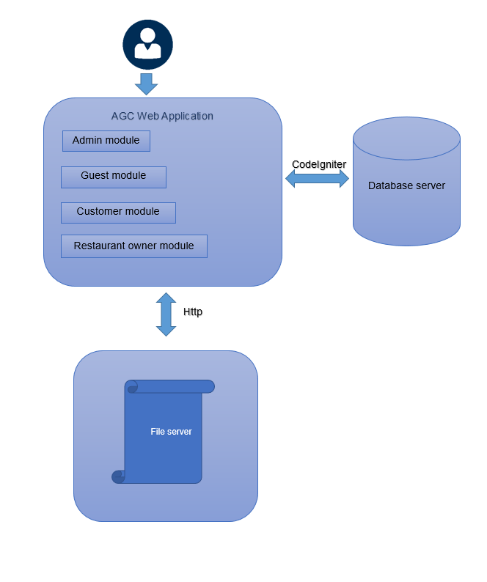 AGC Web Application
Admin module
Guest module
Customer module
Restaurant owner module
CodeIgniter
Database server
Http
File server